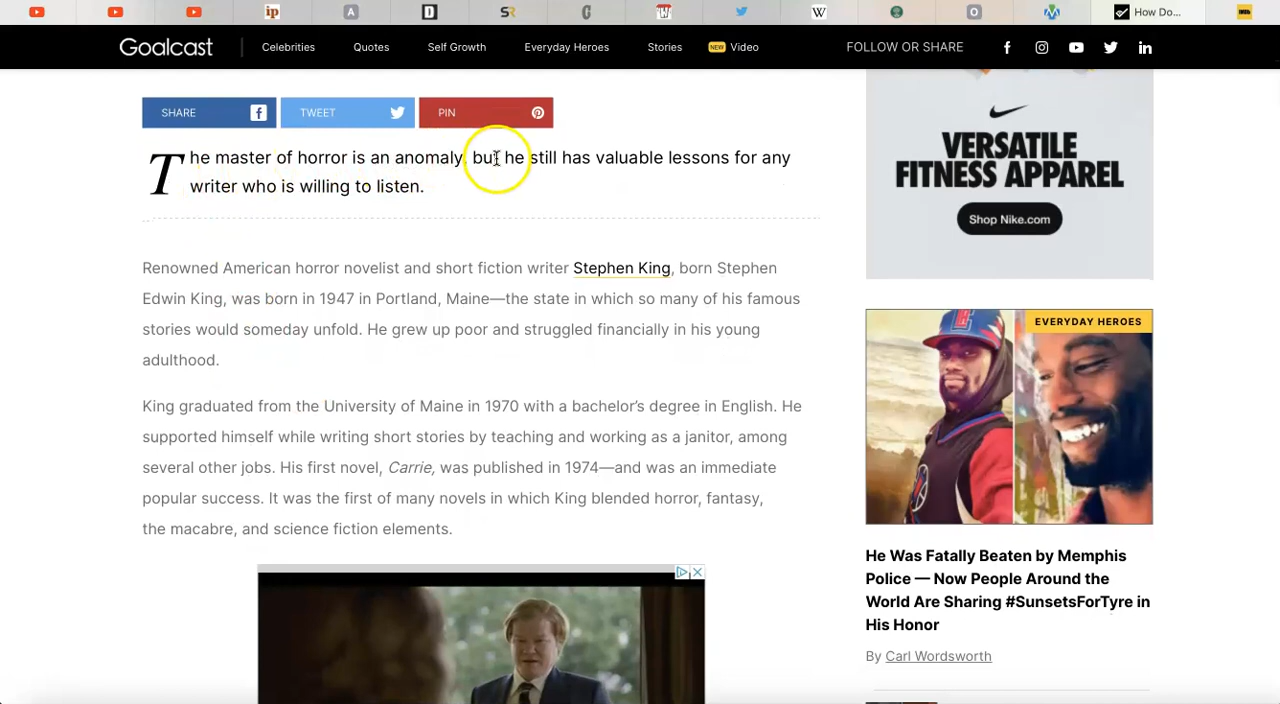 How Do...
Goalcast
Celebrities
Quotes
Self Growth
Everyday Heroes
Stories
NEW Video
FOLLOW OR SHARE
SHARE
TWEET
PIN
The master of horror is an anomaly, but he still has valuable lessons for any
writer who is willing to listen.
Renowned American horror novelist and short fiction writer Stephen King, born Stephen
Edwin King, was born in 1947 in Portland, Maine—the state in which so many of his famous
stories would someday unfold. He grew up poor and struggled financially in his young
adulthood.
King graduated from the University of Maine in 1970 with a bachelor's degree in English. He
supported himself while writing short stories by teaching and working as a janitor, among
several other jobs. His first novel, Carrie, was published in 1974—and was an immediate
popular success. It was the first of many novels in which King blended horror, fantasy,
the macabre, and science fiction elements.
VERSATILE
FITNESS APPAREL
Shop Nike.com
EVERYDAY HEROES
He Was Fatally Beaten by Memphis
Police — Now People Around the
World Are Sharing #SunsetsForTyre in
His Honor
By Carl Wordsworth